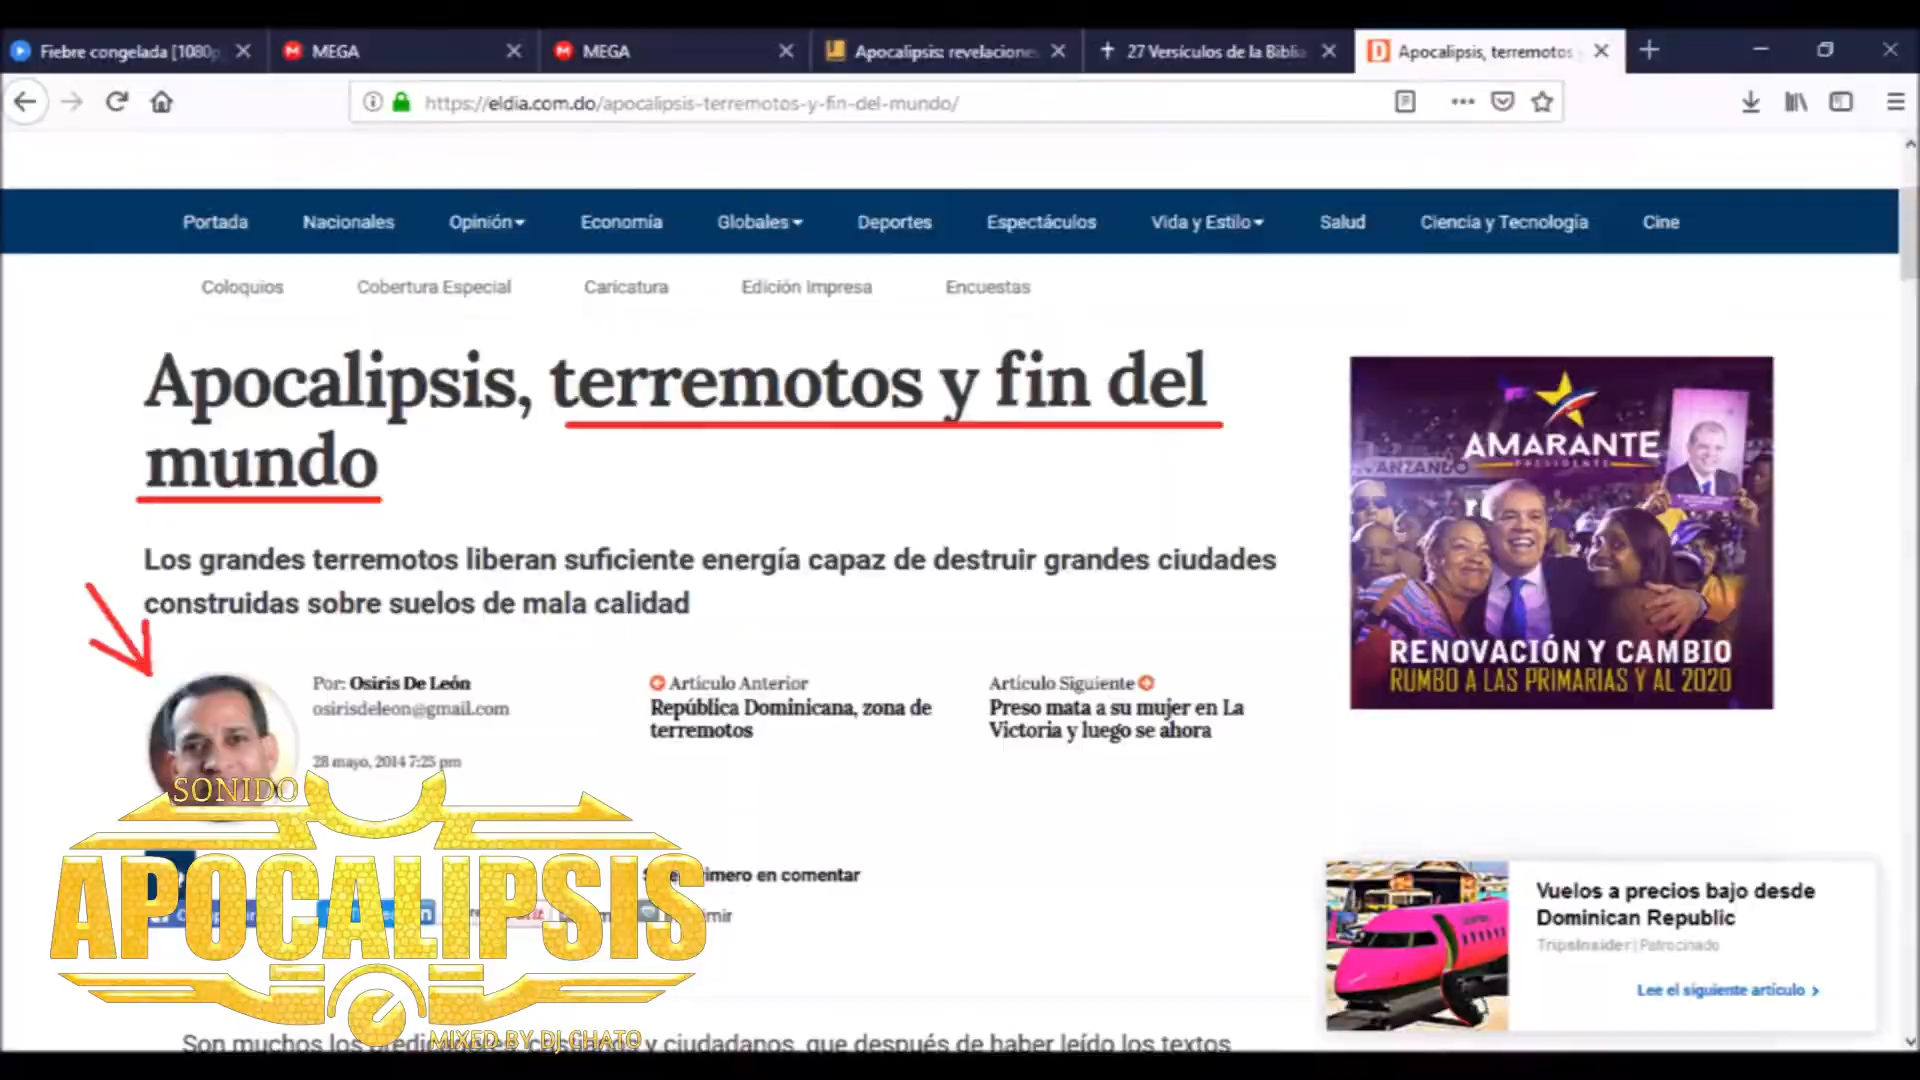 Fiebre congelada [1080p
MEGA
MEGA
Apocalipsis: revelacione
27 Versículos de la Biblia
Apocalipsis, terremotos
https://eldia.com.do/apocalipsis-terremotos-y-fin-del-mundo/
Portada Nacionales Opinión Economía Globales Deportes Espectáculos Vida y Estilo Salud Ciencia y Tecnología Cine
Coloquios Cobertura Especial Caricatura Edición Impresa Encuestas
Apocalipsis, terremotos y fin del
mundo
Los grandes terremotos liberan suficiente energía capaz de destruir grandes ciudades
construidas sobre suelos de mala calidad
Por: Osiris De León
osirisdeleon@gmail.com
28 mayo, 2014 7:25 pm
Artículo Anterior
República Dominicana, zona de
terremotos
Artículo Siguiente
Preso mata a su mujer en La
Victoria y luego se ahora
AVANZANDO
AMARANTE
PRESIDENTE
RENOVACIÓN Y CAMBIO
RUMBO A LAS PRIMARIAS Y AL 2020
SONIDO
APOCALIPSIS
MIXED BY DJ CHATO
en comentar
Vuelos a precios bajo desde
Dominican Republic
TripsInsider | Patrocinado
Lee el siguiente artículo
Son muchos los y ciudadanos, que después de haber leído los textos